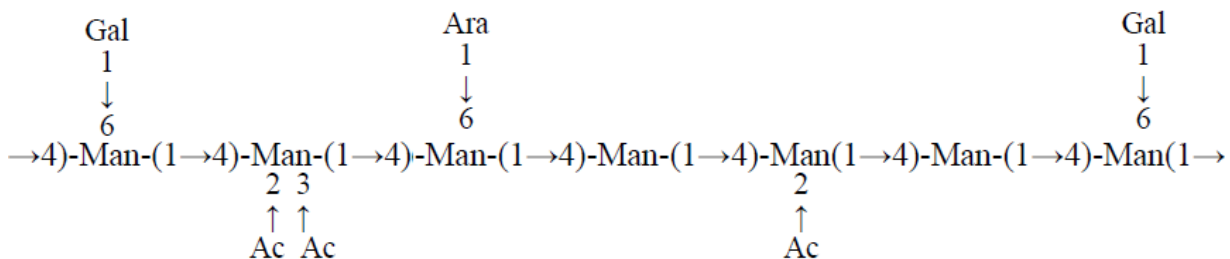 Gal Ara Gal
1 1 1
↓ ↓ ↓
6 6 6
→4)-Man-(1→4)-Man-(1→4)-Man-(1→4)-Man-(1→4)-Man(1→4)-Man-(1→4)-Man(1→
2 3 2
↑ ↑ ↑
Ac Ac Ac